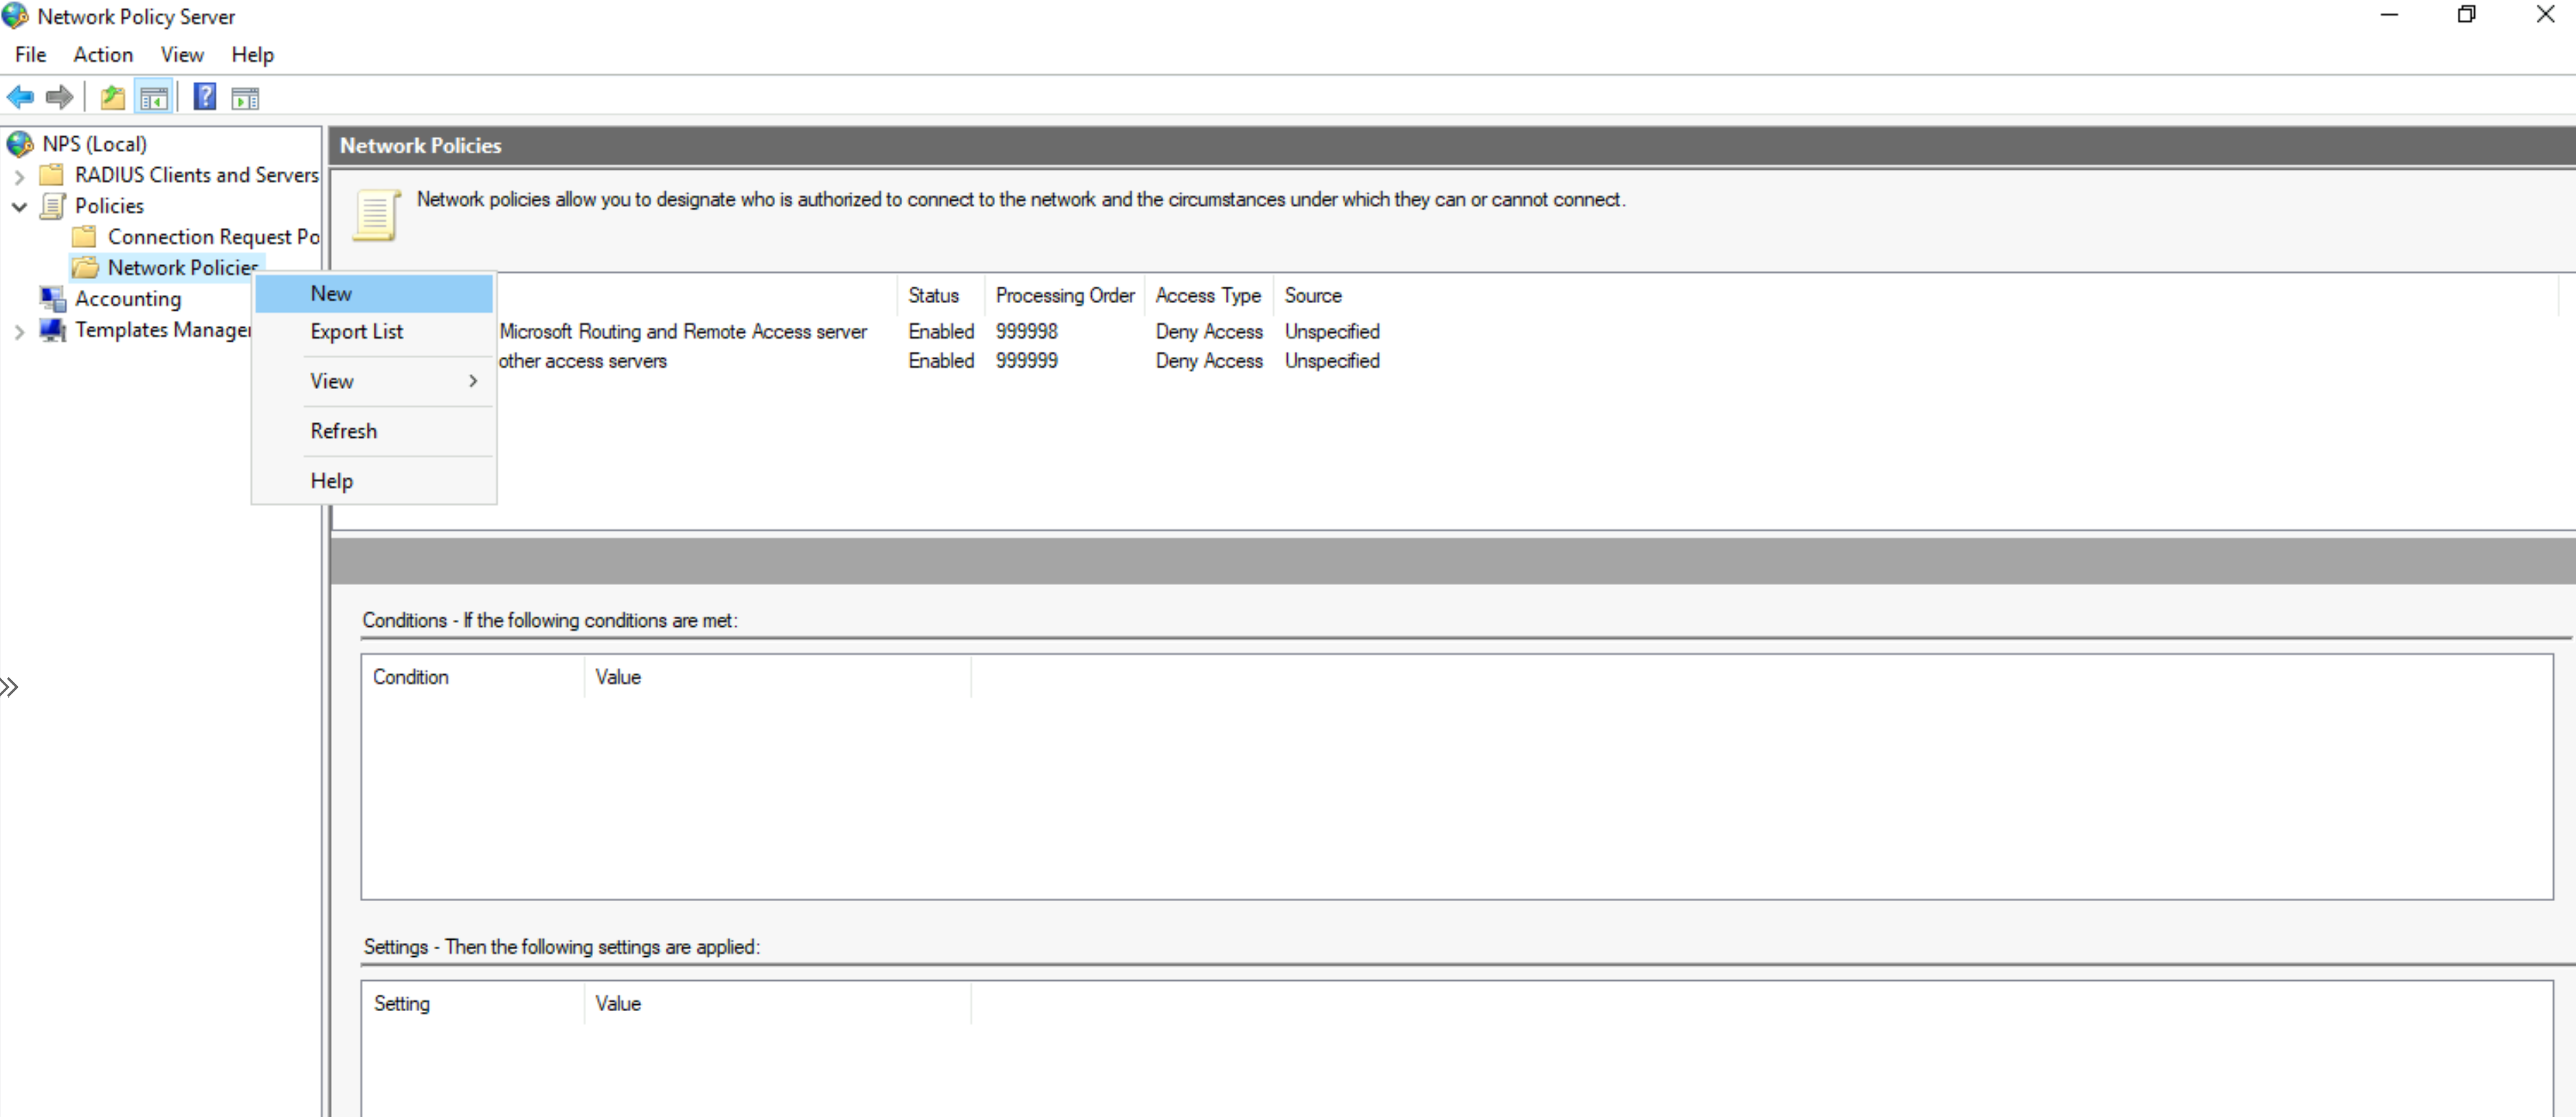 Network Policy Server
File Action View Help
NPS (Local)
RADIUS Clients and Servers
Policies
Connection Request Po
Network Policies
Accounting
Templates Manager
New
Export List
View
Refresh
Help
Network Policies
Network policies allow you to designate who is authorized to connect to the network and the circumstances under which they can or cannot connect.
Status Processing Order Access Type Source
Microsoft Routing and Remote Access server Enabled 999998 Deny Access Unspecified
other access servers Enabled 999999 Deny Access Unspecified
Conditions - If the following conditions are met:
Condition Value
Settings - Then the following settings are applied:
Setting Value